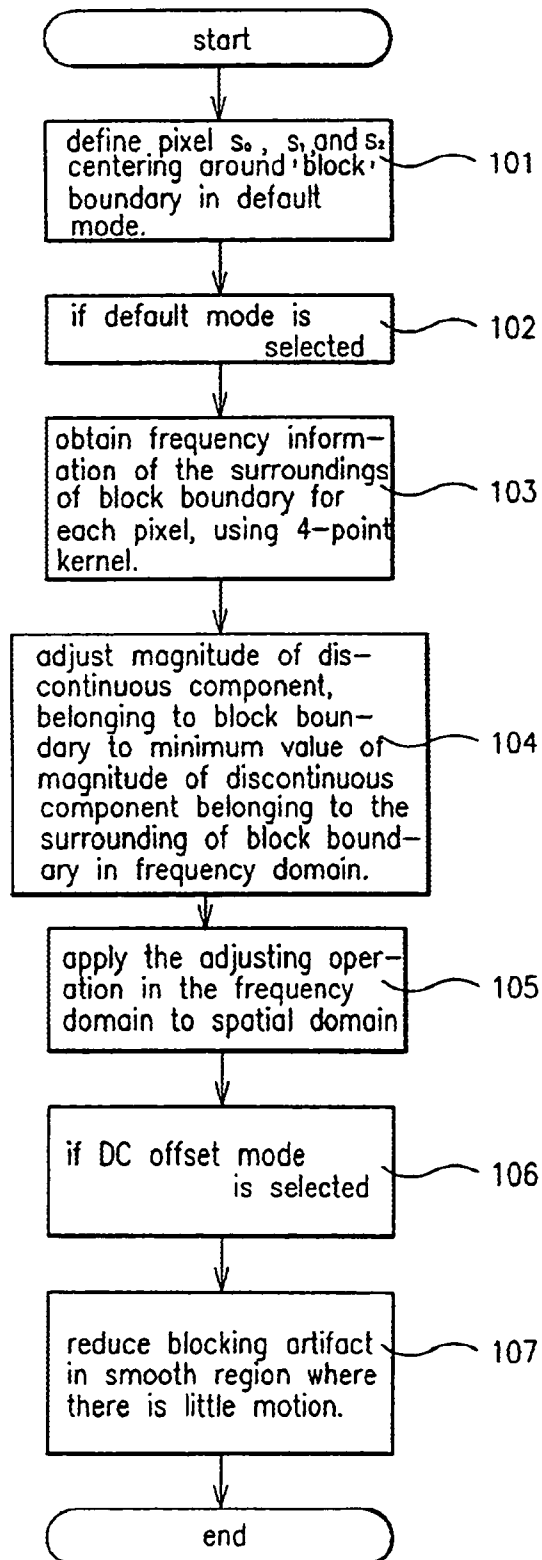 start
define pixel s₀, s₁ and s₂
centering around 'block'
boundary in default
mode.
101
if default mode is
selected
102
obtain frequency inform-
ation of the surroundings
of block boundary for
each pixel, using 4-point
kernel.
103
adjust magnitude of dis-
continuous component,
belonging to block boun-
dary to minimum value of
magnitude of discontinuous
component belonging to the
surrounding of block bound-
ary in frequency domain.
104
apply the adjusting oper-
ation in the frequency
domain to spatial domain
105
if DC offset mode
is selected
106
reduce blocking artifact
in smooth region where
there is little motion.
107
end